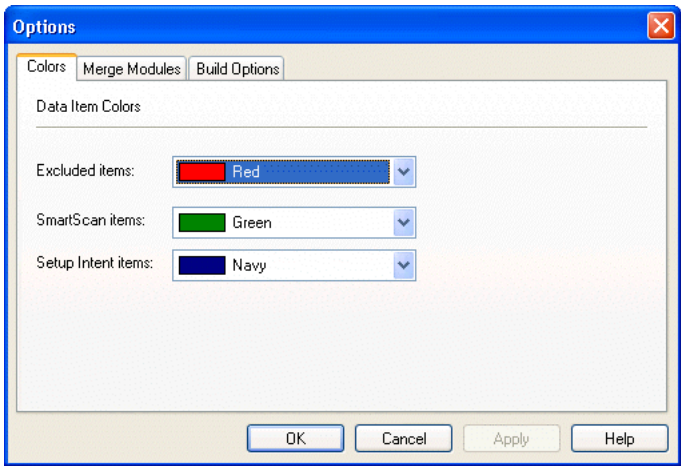 Options
Colors Merge Modules Build Options
Data Item Colors
Excluded items: Red
SmartScan items: Green
Setup Intent items: Navy
OK Cancel Apply Help